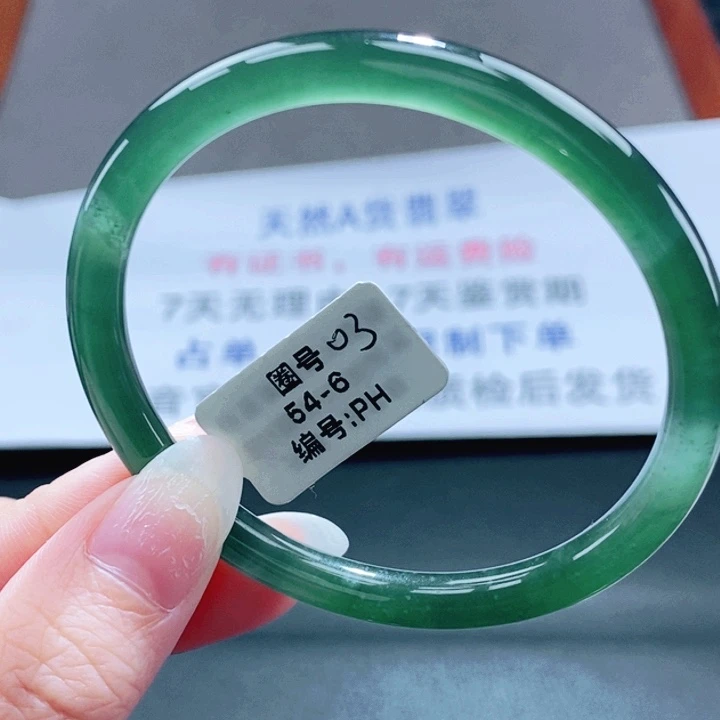 天然A货翡翠
有证书，有运费险
7天无理由 7天鉴赏期
占单 制下单
质检后发货
圈号 03
54-6
编号:PH